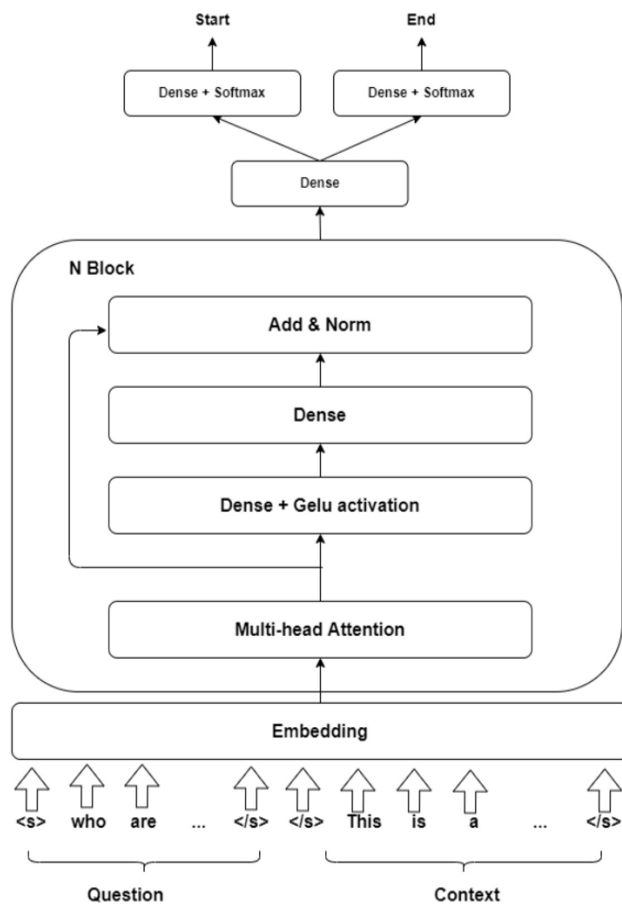 Start End
Dense + Softmax Dense + Softmax
Dense
N Block
Add & Norm
Dense
Dense + Gelu activation
Multi-head Attention
Embedding
<s> who are ... </s> </s> This is a ... </s>
Question Context